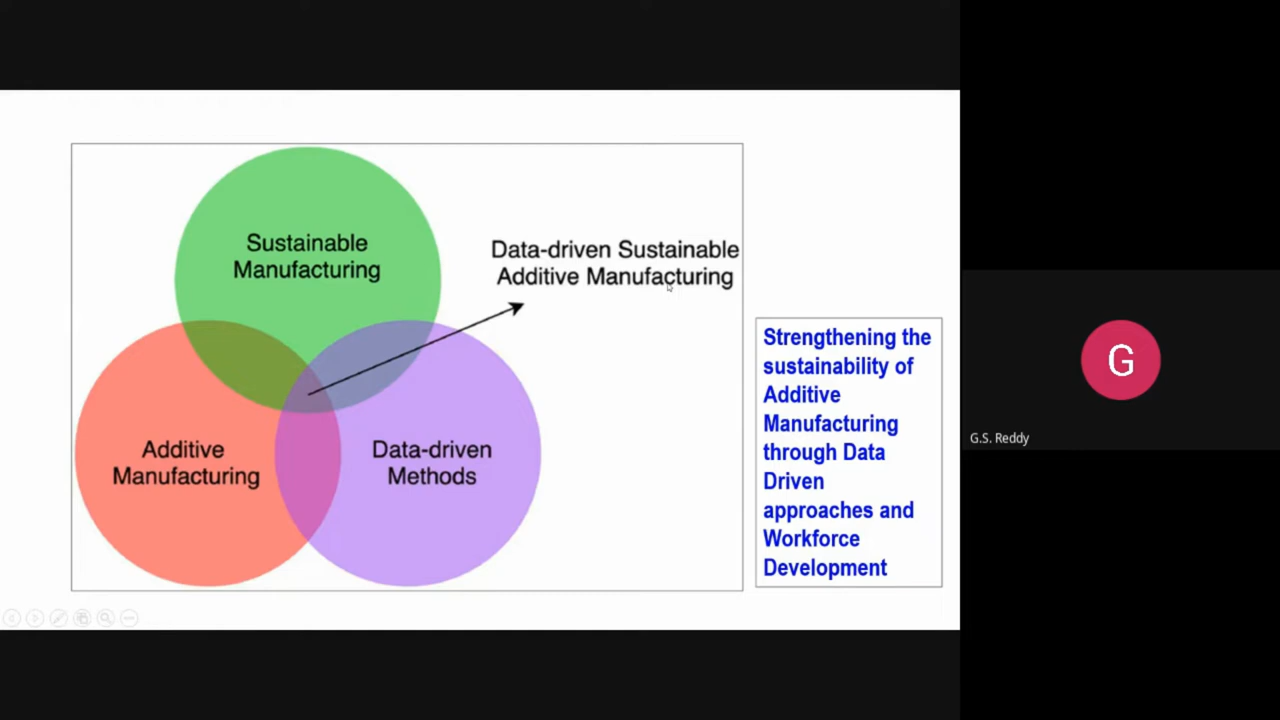 Sustainable
Manufacturing
Data-driven Sustainable
Additive Manufacturing
Additive
Manufacturing
Data-driven
Methods
Strengthening the
sustainability of
Additive
Manufacturing
through Data
Driven
approaches and
Workforce
Development
G
G.S. Reddy